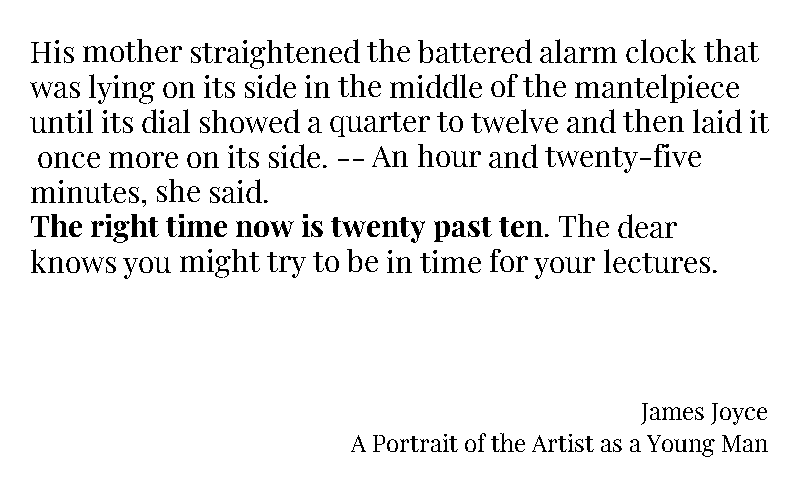 His mother straightened the battered alarm clock that
was lying on its side in the middle of the mantelpiece
until its dial showed a quarter to twelve and then laid it
once more on its side. -- An hour and twenty-five
minutes, she said.
The right time now is twenty past ten. The dear
knows you might try to be in time for your lectures.
James Joyce
A Portrait of the Artist as a Young Man